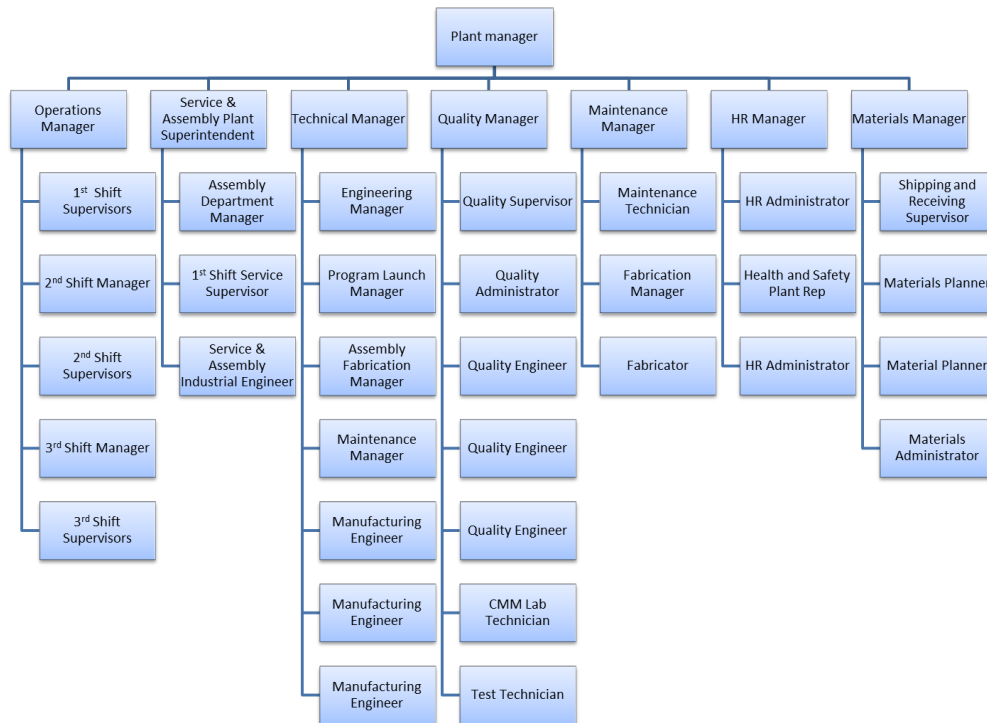 Plant manager
Operations
Manager
Service &
Assembly Plant
Superintendent
Technical Manager
Quality Manager
Maintenance
Manager
HR Manager
Materials Manager
1st Shift
Supervisors
2nd Shift Manager
2nd Shift
Supervisors
3rd Shift Manager
3rd Shift
Supervisors
Assembly
Department
Manager
1st Shift Service
Supervisor
Service &
Assembly
Industrial Engineer
Engineering
Manager
Program Launch
Manager
Assembly
Fabrication
Manager
Maintenance
Manager
Manufacturing
Engineer
Manufacturing
Engineer
Manufacturing
Engineer
Quality Supervisor
Quality
Administrator
Quality Engineer
Quality Engineer
Quality Engineer
CMM Lab
Technician
Test Technician
Maintenance
Technician
Fabrication
Manager
Fabricator
HR Administrator
Health and Safety
Plant Rep
HR Administrator
Shipping and
Receiving
Supervisor
Materials Planner
Material Planner
Materials
Administrator